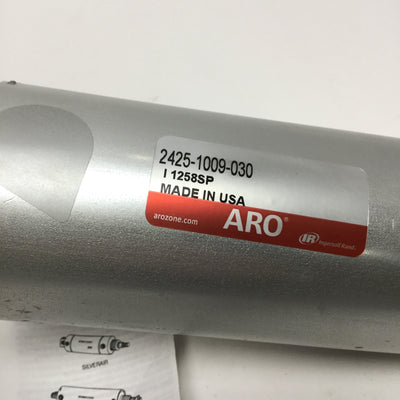 2425-1009-030
I 1258SP
MADE IN USA
arozone.com
ARO®
IR Ingersoll Rand.
SILVERAIR